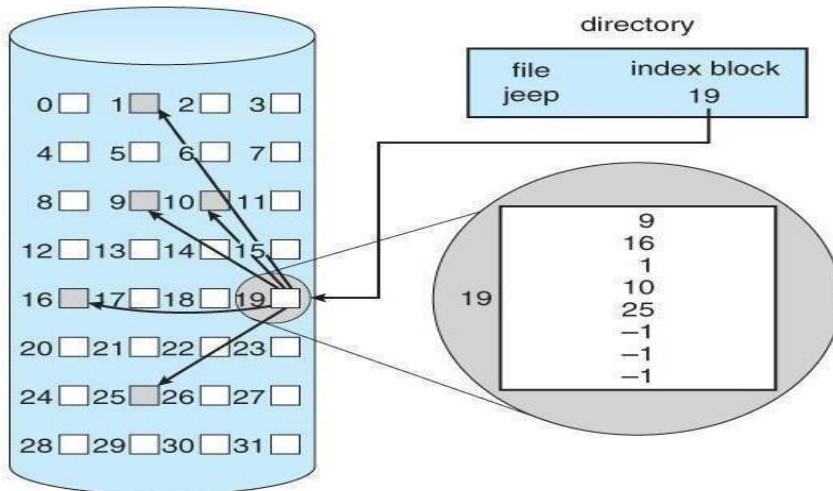 directory
file index block
jeep 19
0 1 2 3
4 5 6 7
8 9 10 11
12 13 14 15
16 17 18 19
20 21 22 23
24 25 26 27
28 29 30 31
19
9
16
1
10
25
–1
–1
–1